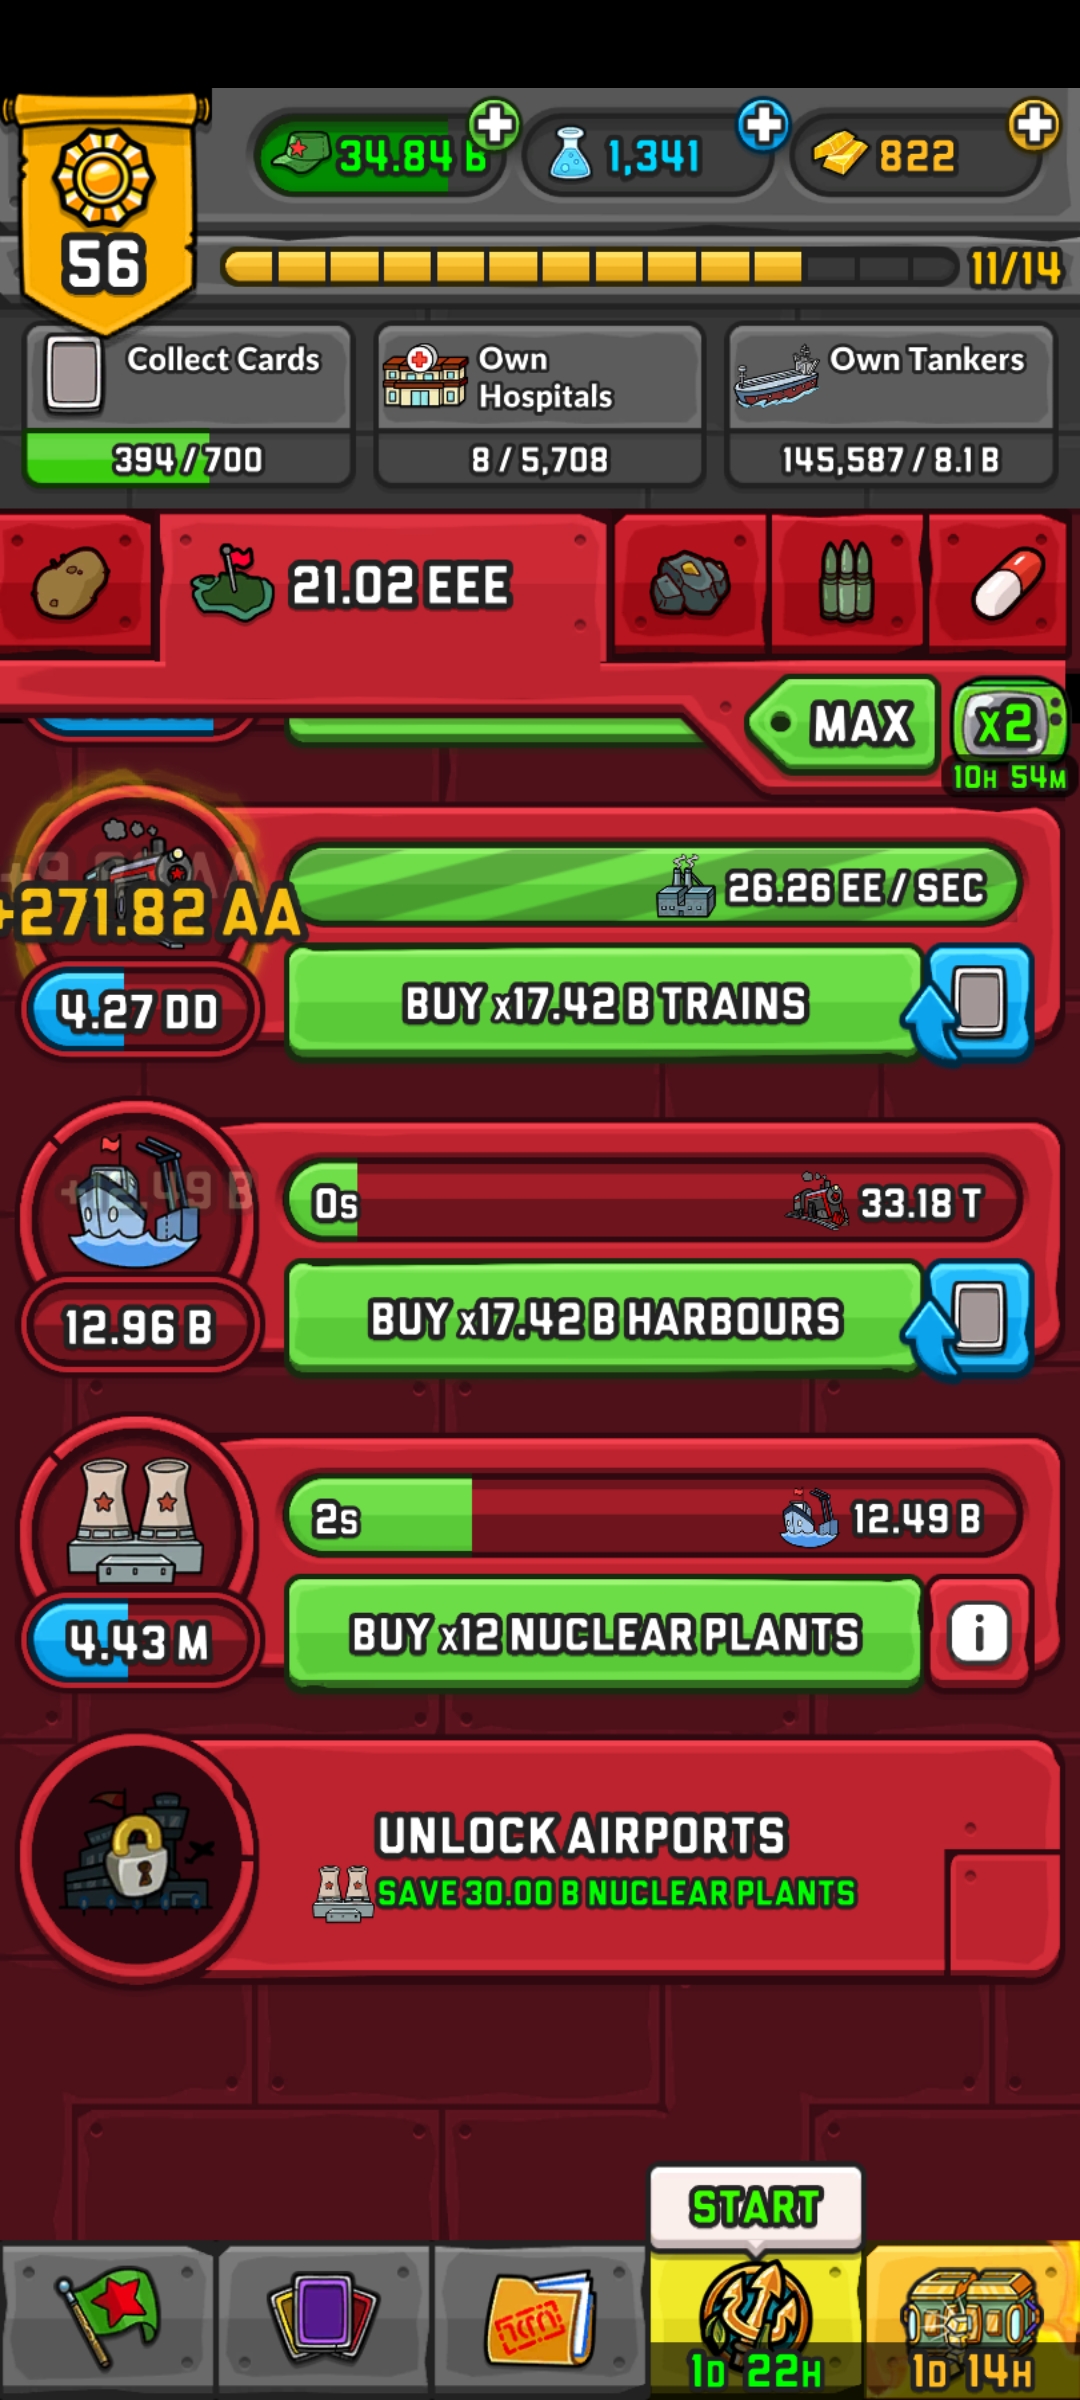 34.84 B
1,341
822
56
11/14
Collect Cards
394/700
Own
Hospitals
8/5,708
Own Tankers
145,587/8.1 B
21.02 EEE
MAX
x2
10H 54M
+271.82 AA
26.26 EE/SEC
4.27 DD
BUY x17.42 B TRAINS
+12.49 B
0s
33.18 T
12.96 B
BUY x17.42 B HARBOURS
2s
12.49 B
4.43 M
BUY x12 NUCLEAR PLANTS
i
UNLOCK AIRPORTS
SAVE 30.00 B NUCLEAR PLANTS
START
1D 22H
1D 14H